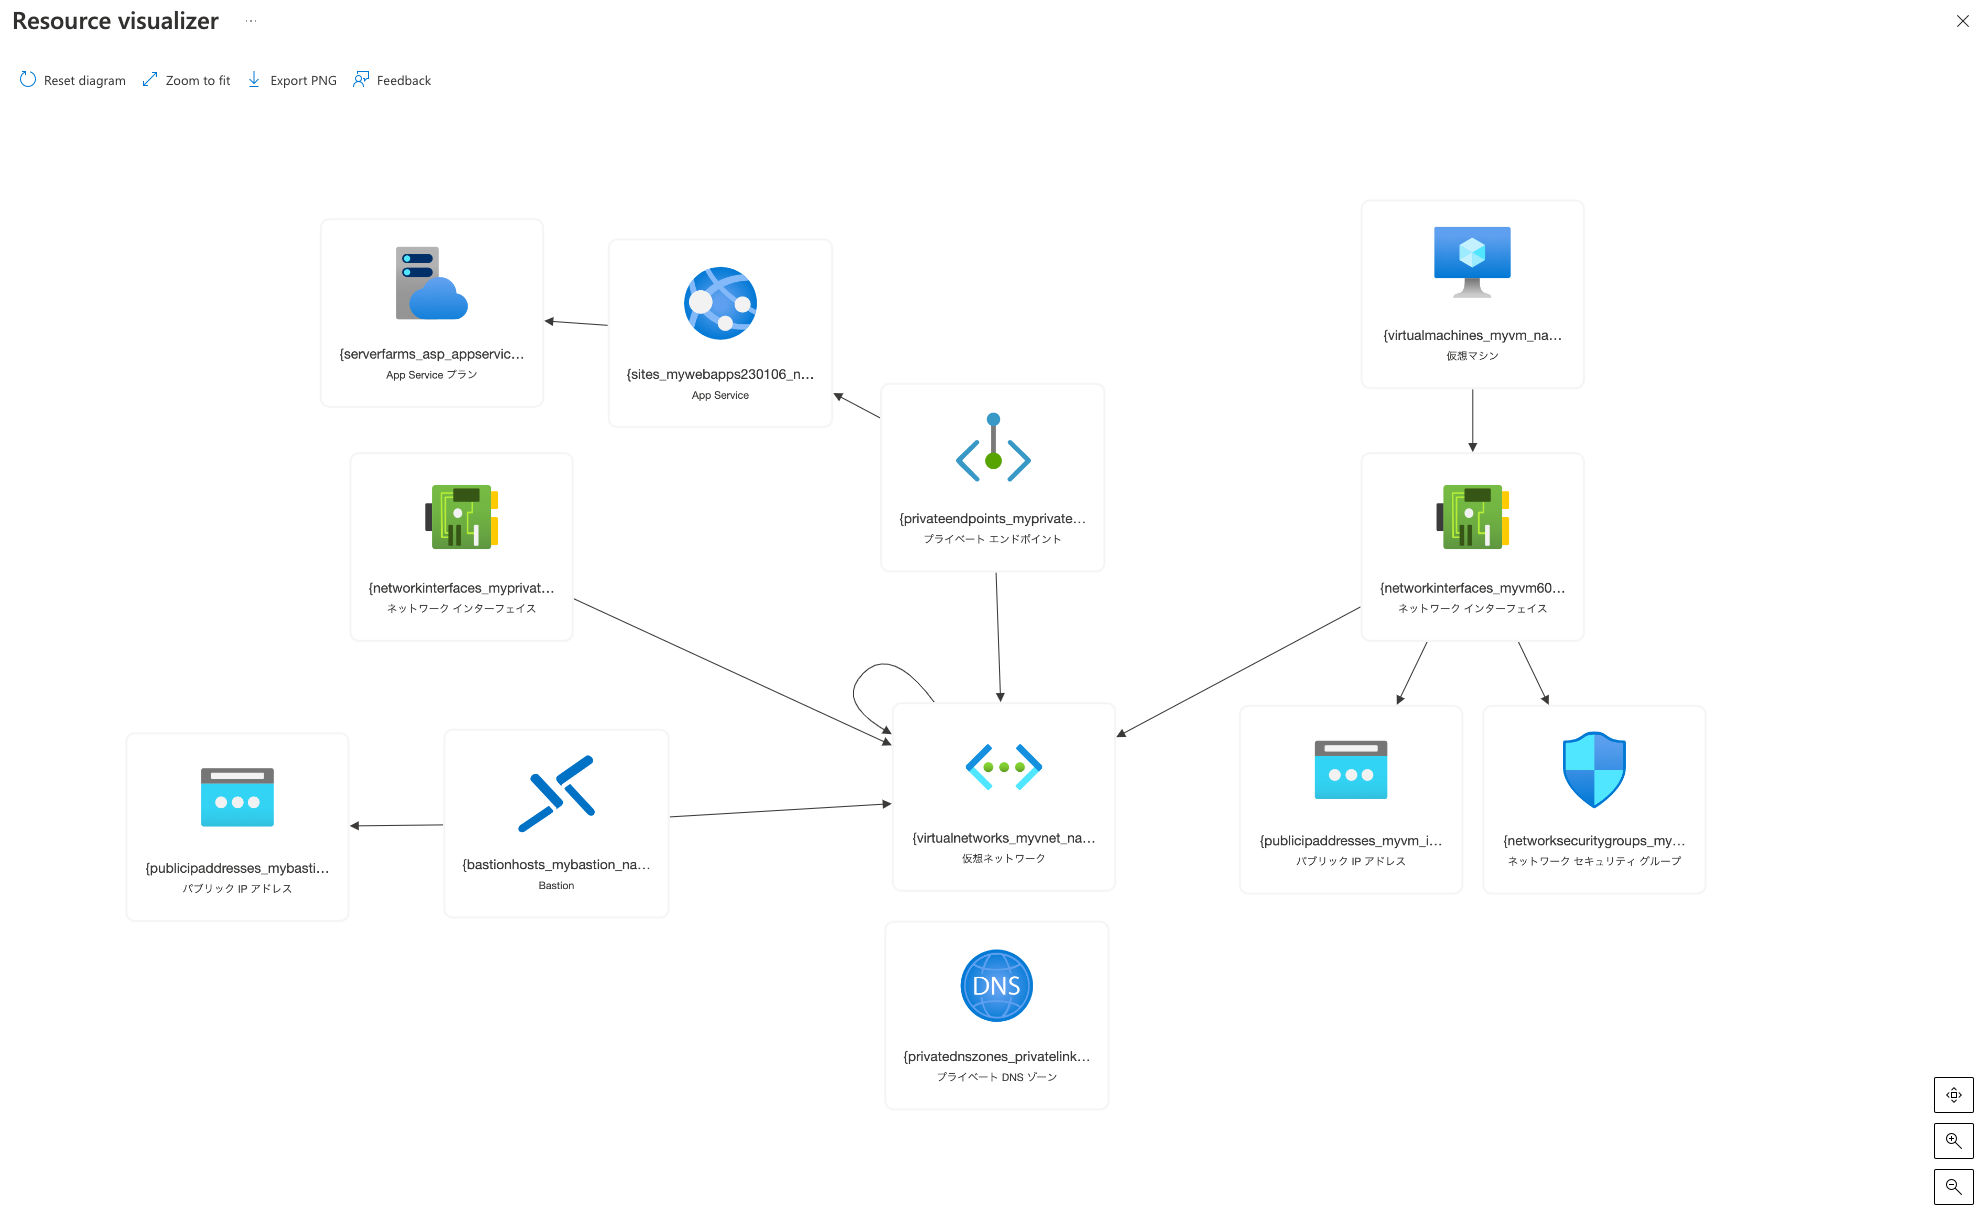 Resource visualizer ...
Reset diagram
Zoom to fit
Export PNG
Feedback
{serverfarms_asp_appservic...
App Service プラン
{sites_mywebapps230106_n...
App Service
{virtualmachines_myvm_na...
仮想マシン
{privateendpoints_myprivate...
プライベート エンドポイント
{networkinterfaces_myprivat...
ネットワーク インターフェイス
{networkinterfaces_myvm60...
ネットワーク インターフェイス
{publicipaddresses_mybasti...
パブリック IP アドレス
{bastionhosts_mybastion_na...
Bastion
{virtualnetworks_myvnet_na...
仮想ネットワーク
{publicipaddresses_myvm_i...
パブリック IP アドレス
{networksecuritygroups_my...
ネットワーク セキュリティ グループ
DNS
{privatednszones_privatelink...
プライベート DNS ゾーン